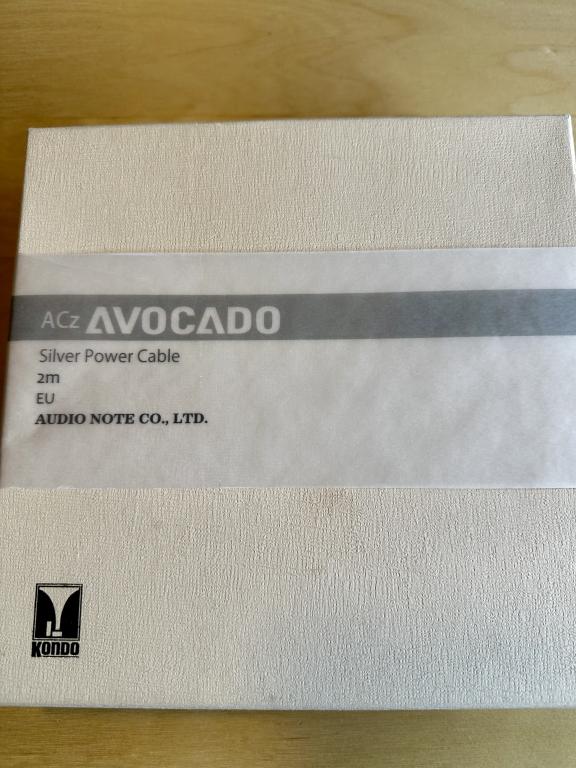 ACz AVOCADO
Silver Power Cable
2m
EU
AUDIO NOTE CO., LTD.
KONDO